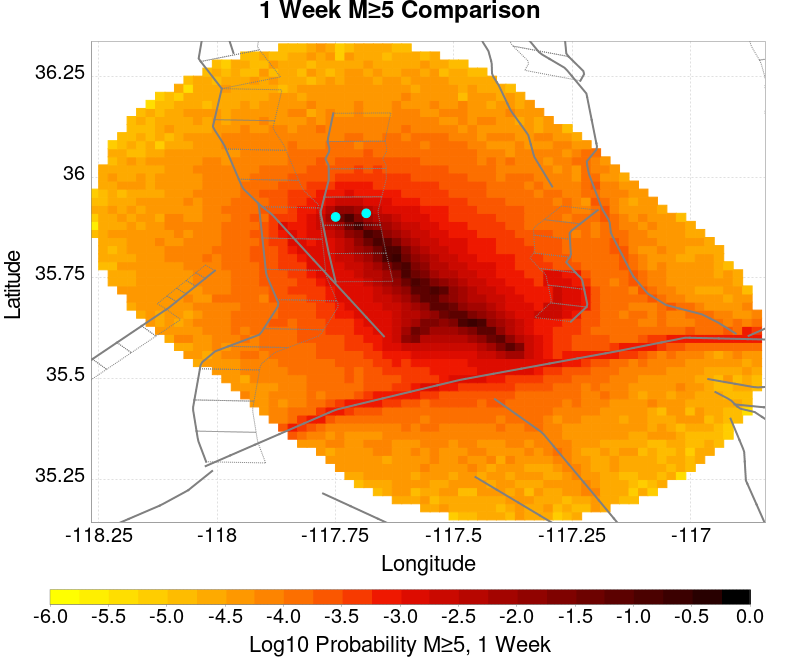 1 Week M≥5 Comparison
36.25
36
35.75
35.5
35.25
Latitude
-118.25 -118 -117.75 -117.5 -117.25 -117
Longitude
-6.0 -5.5 -5.0 -4.5 -4.0 -3.5 -3.0 -2.5 -2.0 -1.5 -1.0 -0.5 0.0
Log10 Probability M≥5, 1 Week